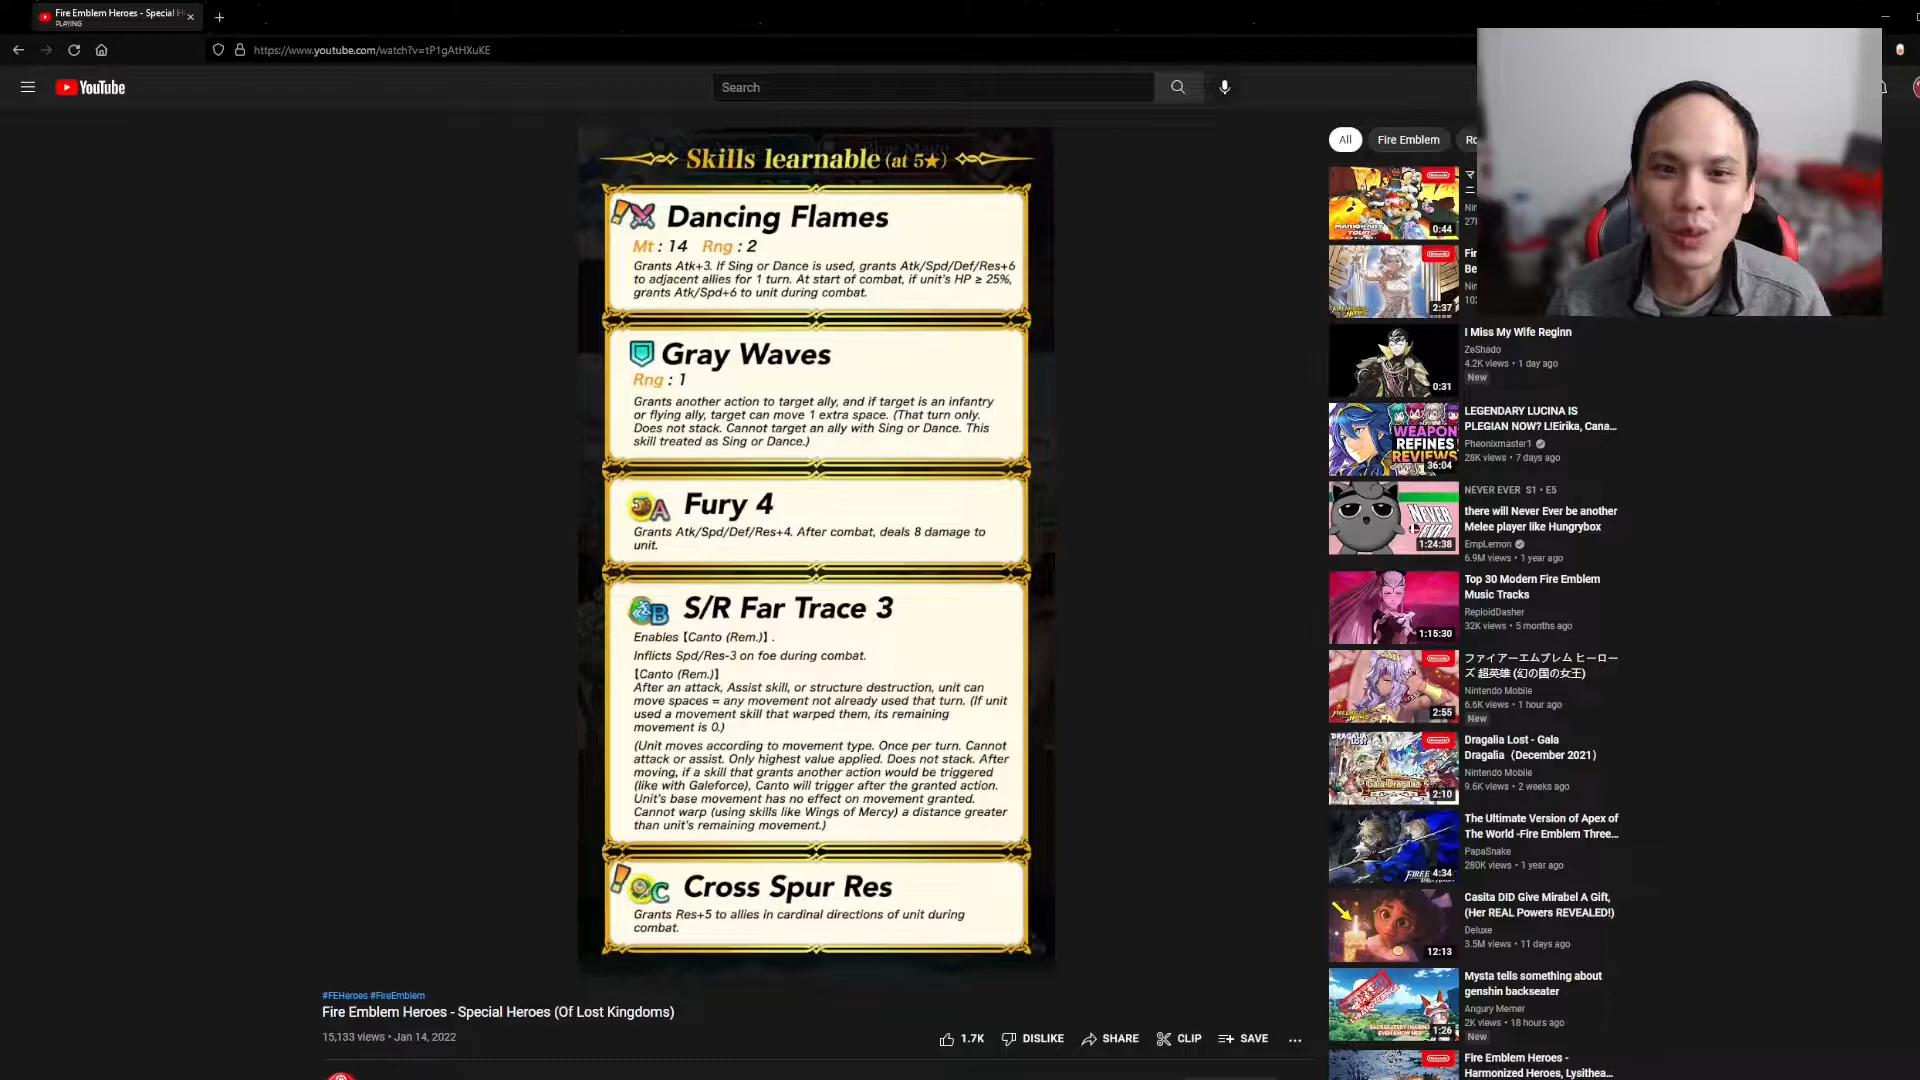 Fire Emblem Heroes - Special H
PLAYING
https://www.youtube.com/watch?v=tP1gAtHXuKE
YouTube
Search
Skills learnable (at 5★)
Dancing Flames
Mt : 14 Rng : 2
Grants Atk+3. If Sing or Dance is used, grants Atk/Spd/Def/Res+6
to adjacent allies for 1 turn. At start of combat, if unit's HP ≥ 25%,
grants Atk/Spd+6 to unit during combat.
Gray Waves
Rng : 1
Grants another action to target ally, and if target is an infantry
or flying ally, target can move 1 extra space. (That turn only.
Does not stack. Cannot target an ally with Sing or Dance. This
skill treated as Sing or Dance.)
A Fury 4
Grants Atk/Spd/Def/Res+4. After combat, deals 8 damage to
unit.
B S/R Far Trace 3
Enables 【Canto (Rem.)】 .
Inflicts Spd/Res-3 on foe during combat.
【Canto (Rem.)】
After an attack, Assist skill, or structure destruction, unit can
move spaces = any movement not already used that turn. (If unit
used a movement skill that warped them, its remaining
movement is 0.)
(Unit moves according to movement type. Once per turn. Cannot
attack or assist. Only highest value applied. Does not stack. After
moving, if a skill that grants another action would be triggered
(like with Galeforce), Canto will trigger after the granted action.
Unit's base movement has no effect on movement granted.
Cannot warp (using skills like Wings of Mercy) a distance greater
than unit's remaining movement.)
C Cross Spur Res
Grants Res+5 to allies in cardinal directions of unit during
combat.
#FEHeroes #FireEmblem
Fire Emblem Heroes - Special Heroes (Of Lost Kingdoms)
15,133 views • Jan 14, 2022
1.7K DISLIKE SHARE CLIP SAVE
All Fire Emblem Ro
0:44
2:37
I Miss My Wife Reginn
ZeShado
4.2K views • 1 day ago
New
0:31
LEGENDARY LUCINA IS
PLEGIAN NOW? L!Eirika, Cana...
Pheonixmaster1
28K views • 7 days ago
WEAPON
REFINES
REVIEWS
36:04
NEVER EVER S1 • E5
there will Never Ever be another
Melee player like Hungrybox
EmpLemon
6.9M views • 1 year ago
NEVER
EVER
1:24:38
Top 30 Modern Fire Emblem
Music Tracks
ReploidDasher
32K views • 5 months ago
1:15:30
ファイアーエムブレム ヒーロー
ズ 超英雄 (幻の国の女王)
Nintendo Mobile
6.6K views • 1 hour ago
New
2:55
Dragalia Lost - Gala
Dragalia（December 2021）
Nintendo Mobile
9.6K views • 2 weeks ago
2:10
The Ultimate Version of Apex of
The World -Fire Emblem Three...
PapaSnake
280K views • 1 year ago
4:34
Casita DID Give Mirabel A Gift,
(Her REAL Powers REVEALED!)
Deluxe
3.5M views • 11 days ago
12:13
Mysta tells something about
genshin backseater
Angury Memer
2K views • 18 hours ago
New
1:26
Fire Emblem Heroes -
Harmonized Heroes, Lysithea...